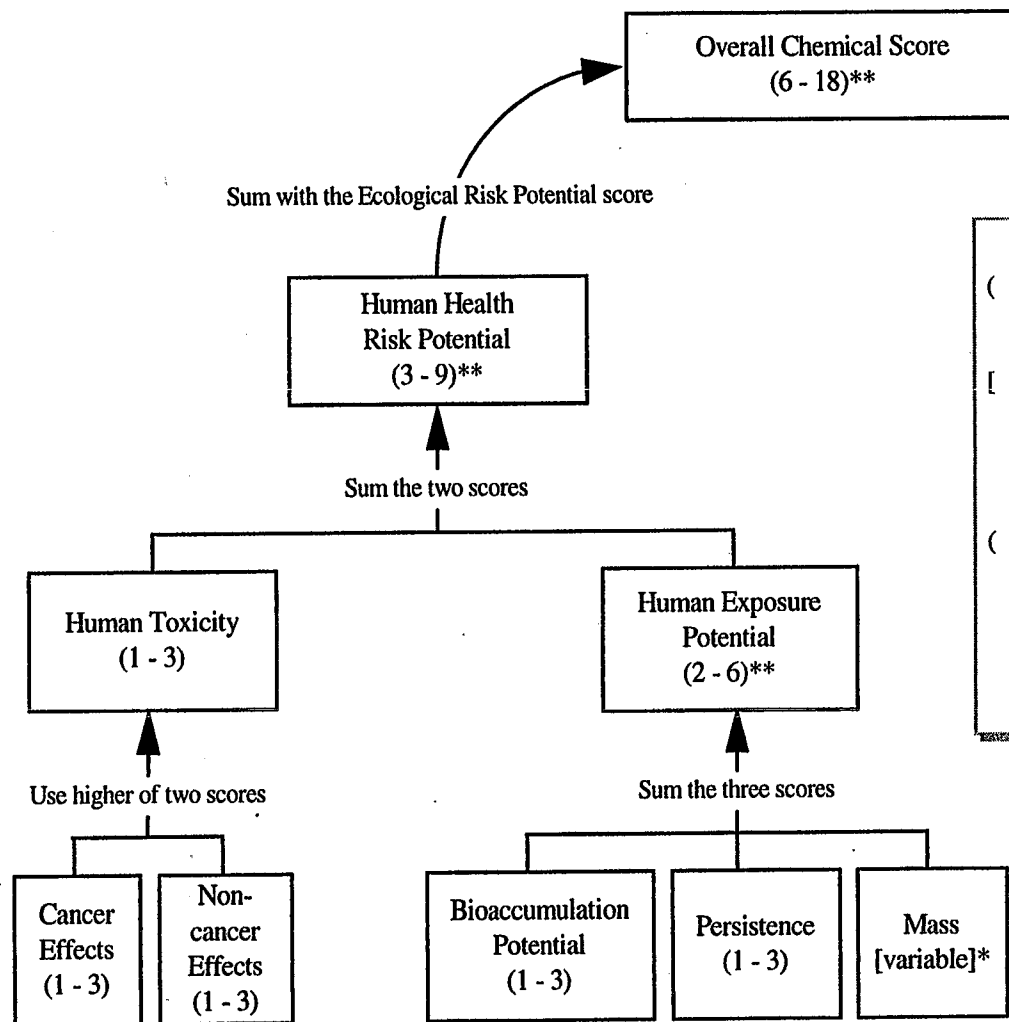 Overall Chemical Score
(6 - 18)**
Sum with the Ecological Risk Potential score
(
Human Health
Risk Potential
(3 - 9)**
[
Sum the two scores
(
Human Toxicity
(1 - 3)
Human Exposure
Potential
(2 - 6)**
Use higher of two scores
Sum the three scores
Cancer
Effects
(1 - 3)
Non-
cancer
Effects
(1 - 3)
Bioaccumulation
Potential
(1 - 3)
Persistence
(1 - 3)
Mass
[variable]*